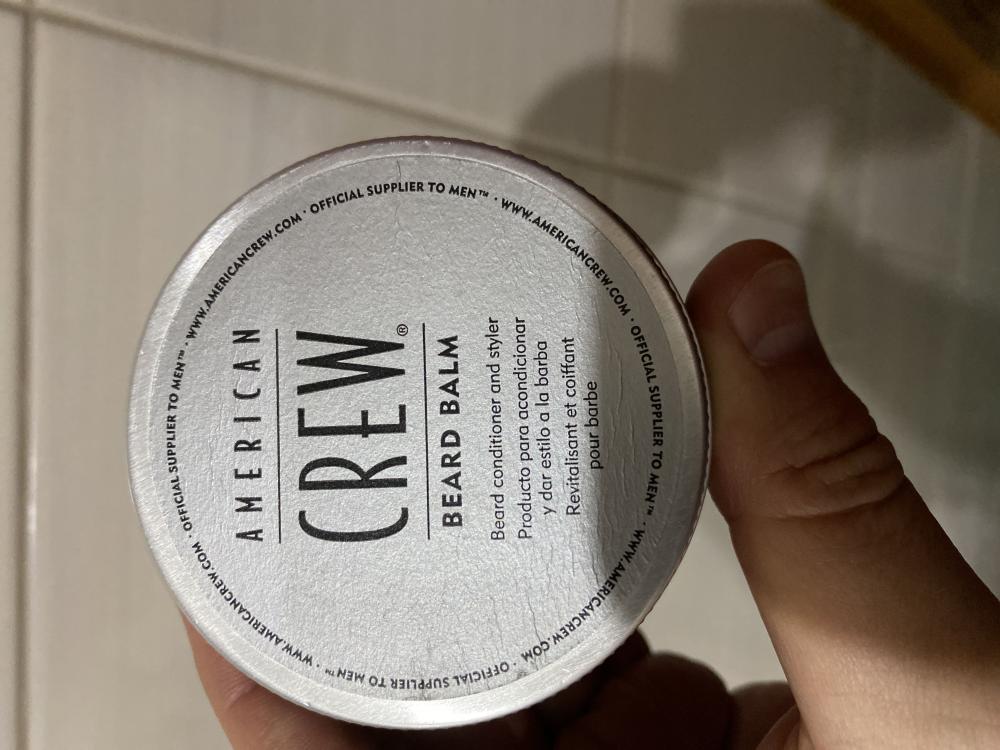 AMERICAN
CREW®
BEARD BALM
Beard conditioner and styler
Producto para acondicionar
y dar estilo a la barba
Revitalisant et coiffant
pour barbe
OFFICIAL SUPPLIER TO MEN™ · WWW.AMERICANCREW.COM · OFFICIAL SUPPLIER TO MEN™ · WWW.AMERICANCREW.COM · OFFICIAL SUPPLIER TO MEN™ · WWW.AMERICANCREW.COM · OFFICIAL SUPPLIER TO MEN™ · WWW.AMERICANCREW.COM ·